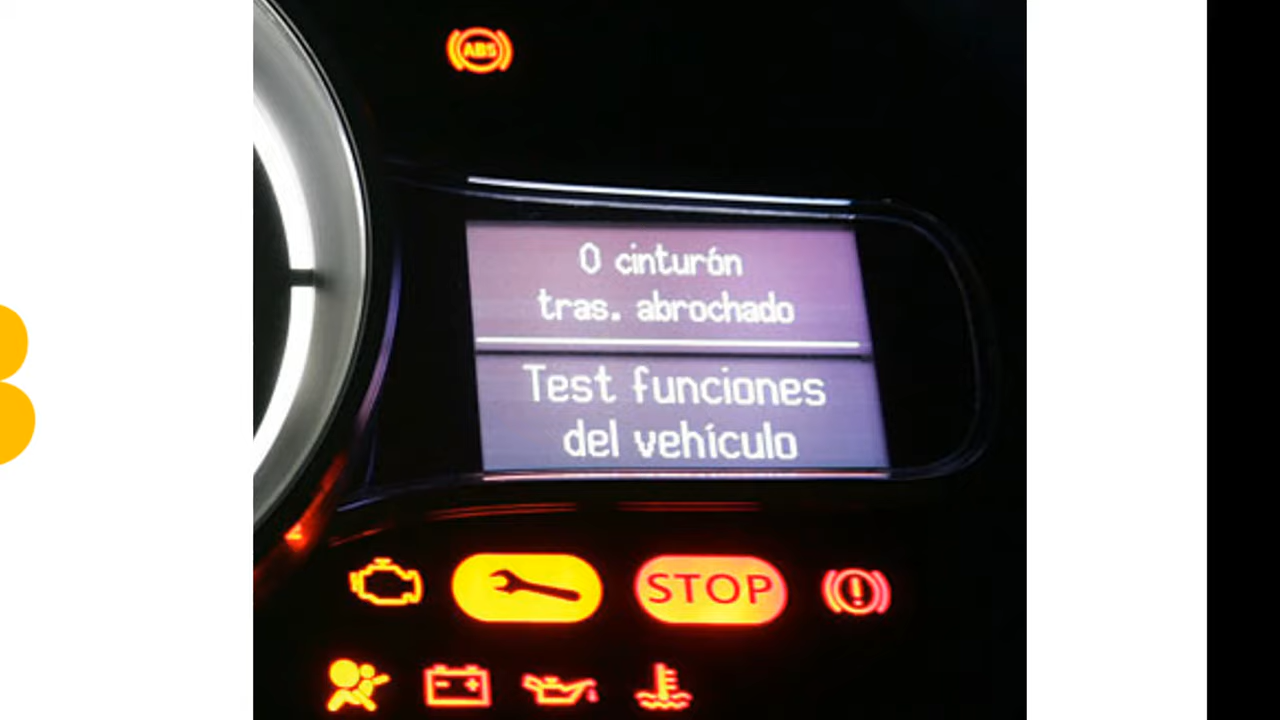 ABS
0 cinturón
tras. abrochado
Test funciones
del vehículo
STOP